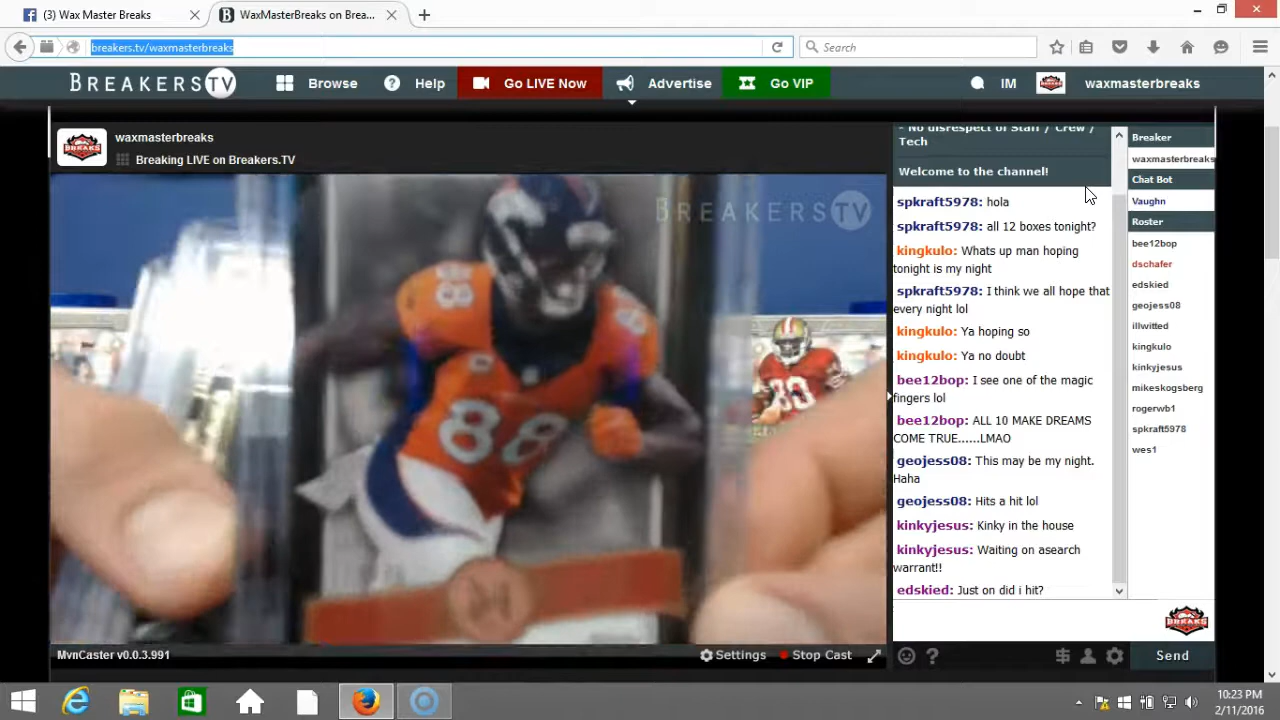 (3) Wax Master Breaks
WaxMasterBreaks on Brea...
breakers.tv/waxmasterbreaks
Search
BREAKERSTV
Browse
Help
Go LIVE Now
Advertise
Go VIP
IM
waxmasterbreaks
waxmasterbreaks
Breaking LIVE on Breakers.TV
BREAKERSTV
88
88
88
80
MvnCaster v0.0.3.991
Settings
Stop Cast
- No disrespect of Staff / Crew /
Tech
Welcome to the channel!
spkraft5978: hola
spkraft5978: all 12 boxes tonight?
kingkulo: Whats up man hoping
tonight is my night
spkraft5978: I think we all hope that
every night lol
kingkulo: Ya hoping so
kingkulo: Ya no doubt
bee12bop: I see one of the magic
fingers lol
bee12bop: ALL 10 MAKE DREAMS
COME TRUE......LMAO
geojess08: This may be my night.
Haha
geojess08: Hits a hit lol
kinkyjesus: Kinky in the house
kinkyjesus: Waiting on asearch
warrant!!
edskied: Just on did i hit?
BREAKS
Send
Breaker
waxmasterbreaks
Chat Bot
Vaughn
Roster
bee12bop
dschafer
edskied
geojess08
illwitted
kingkulo
kinkyjesus
mikeskogsberg
rogerwb1
spkraft5978
wes1
10:23 PM
2/11/2016